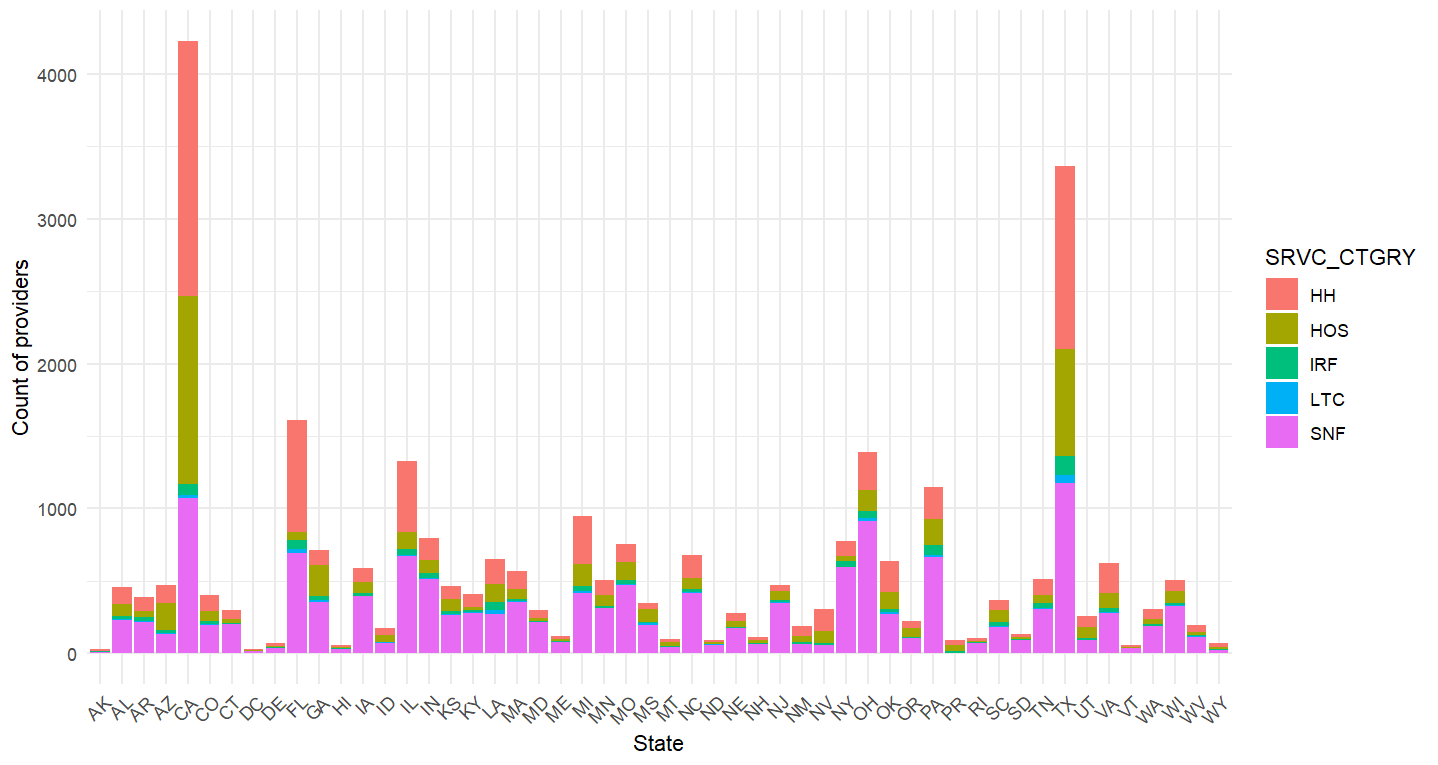 4000
3000
2000
1000
0
Count of providers
AK AL AR AZ CA CO CT DC DE FL GA HI IA ID IL IN KS KY LA MA MD ME MI MN MO MS MT NC ND NE NH NJ NM NV NY OH OK OR PA PR RI SC SD TN TX UT VA VT WA WI WV WY
State
SRVC_CTGRY
HH
HOS
IRF
LTC
SNF